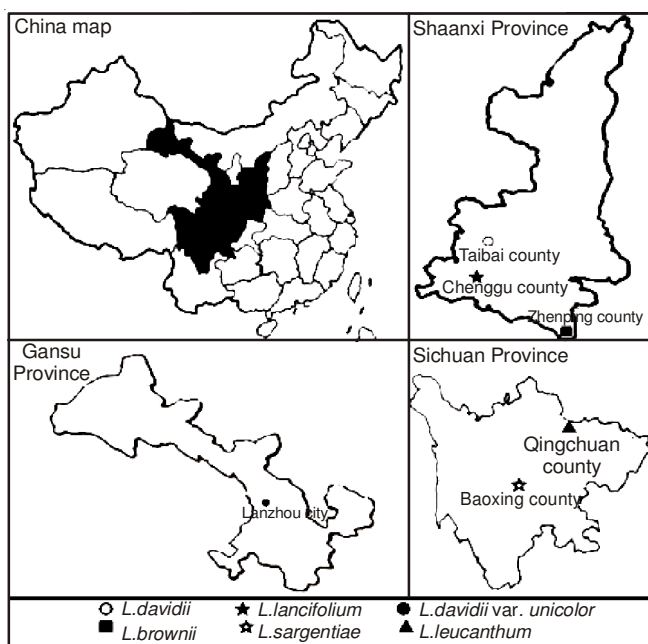 China map
Shaanxi Province
Taibai county
Chenggu county
Zhenping county
Gansu
Province
Lanzhou city
Sichuan Province
Qingchuan
county
Baoxing county
L.davidii
L.lancifolium
L.davidii var. unicolor
L.brownii
L.sargentiae
L.leucanthum